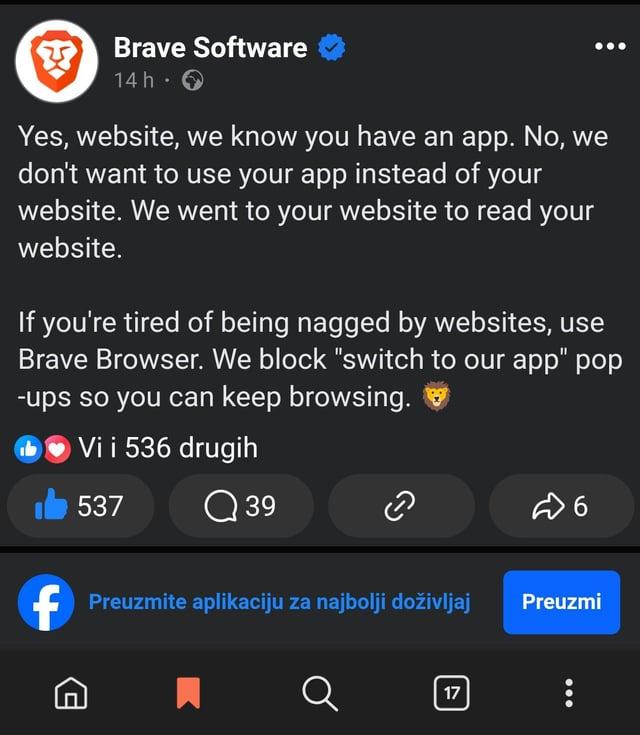 Brave Software
14 h ·
Yes, website, we know you have an app. No, we
don't want to use your app instead of your
website. We went to your website to read your
website.
If you're tired of being nagged by websites, use
Brave Browser. We block "switch to our app" pop
-ups so you can keep browsing. 🦁
Vi i 536 drugih
537
39
6
Preuzmite aplikaciju za najbolji doživljaj
Preuzmi
17